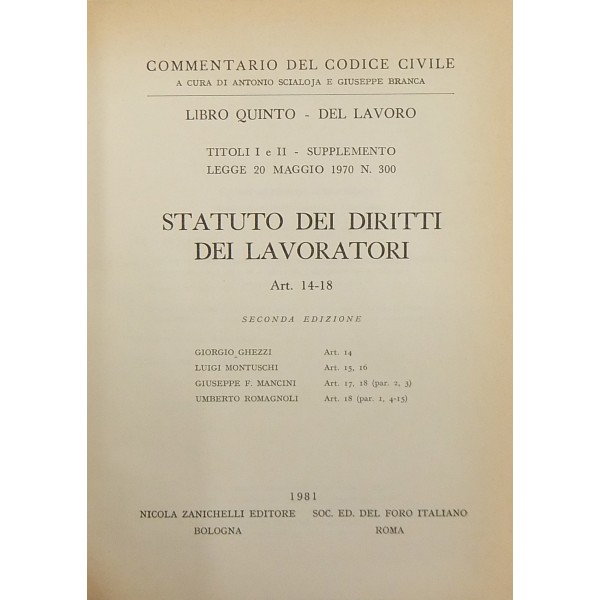 COMMENTARIO DEL CODICE CIVILE
A CURA DI ANTONIO SCIALOJA E GIUSEPPE BRANCA
LIBRO QUINTO - DEL LAVORO
TITOLI I e II - SUPPLEMENTO
LEGGE 20 MAGGIO 1970 N. 300
STATUTO DEI DIRITTI
DEI LAVORATORI
Art. 14-18
SECONDA EDIZIONE
GIORGIO GHEZZI Art. 14
LUIGI MONTUSCHI Art. 15, 16
GIUSEPPE F. MANCINI Art. 17, 18 (par. 2, 3)
UMBERTO ROMAGNOLI Art. 18 (par. 1, 4-15)
1981
NICOLA ZANICHELLI EDITORE SOC. ED. DEL FORO ITALIANO
BOLOGNA ROMA